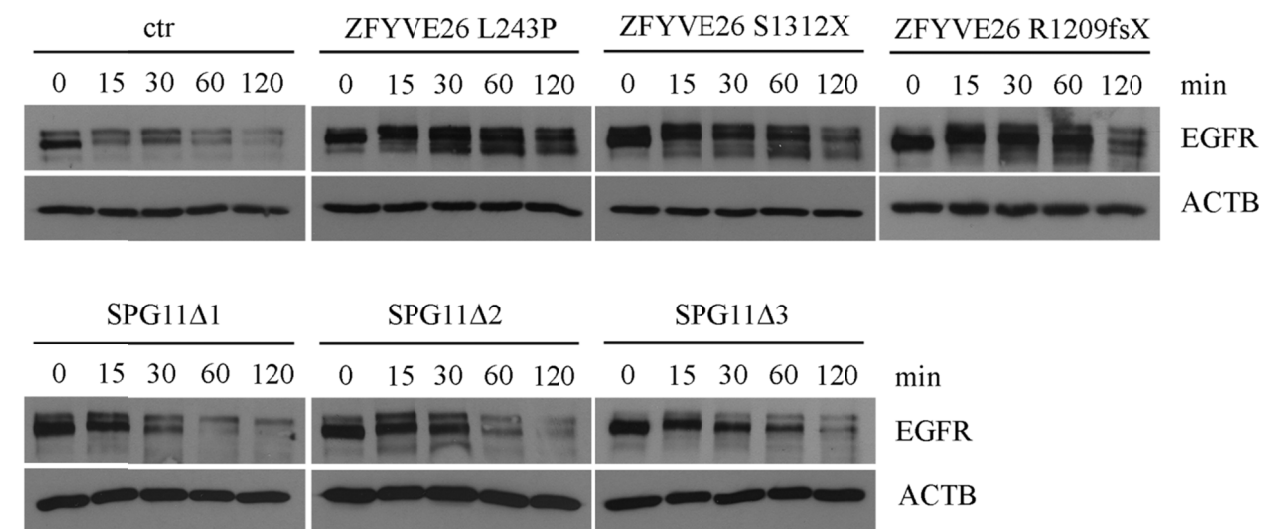 ctr ZFYVE26 L243P ZFYVE26 S1312X ZFYVE26 R1209fsX
0 15 30 60 120 0 15 30 60 120 0 15 30 60 120 0 15 30 60 120 min
EGFR
ACTB
SPG11Δ1 SPG11Δ2 SPG11Δ3
0 15 30 60 120 0 15 30 60 120 0 15 30 60 120 min
EGFR
ACTB